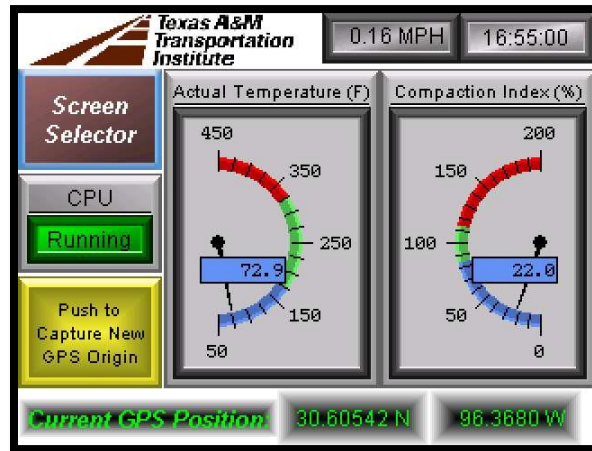 Texas A&M
Transportation
Institute
0.16 MPH
16:55:00
Screen
Selector
CPU
Running
Push to
Capture New
GPS Origin
Actual Temperature (F)
450
350
250
72.9
150
50
Compaction Index (%)
200
150
100
22.0
50
0
Current GPS Position:
30.60542 N
96.3680 W